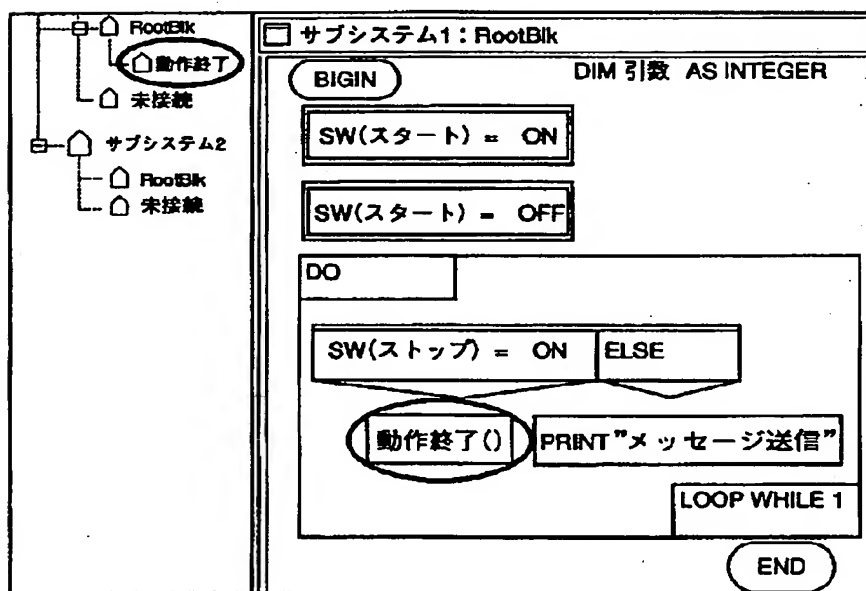 RootBlk
動作終了
未接続
サブシステム2
RootBlk
未接続
サブシステム1：RootBlk
BIGIN
DIM 引数 AS INTEGER
SW(スタート) = ON
SW(スタート) = OFF
DO
SW(ストップ) = ON
ELSE
動作終了()
PRINT"メッセージ送信"
LOOP WHILE 1
END